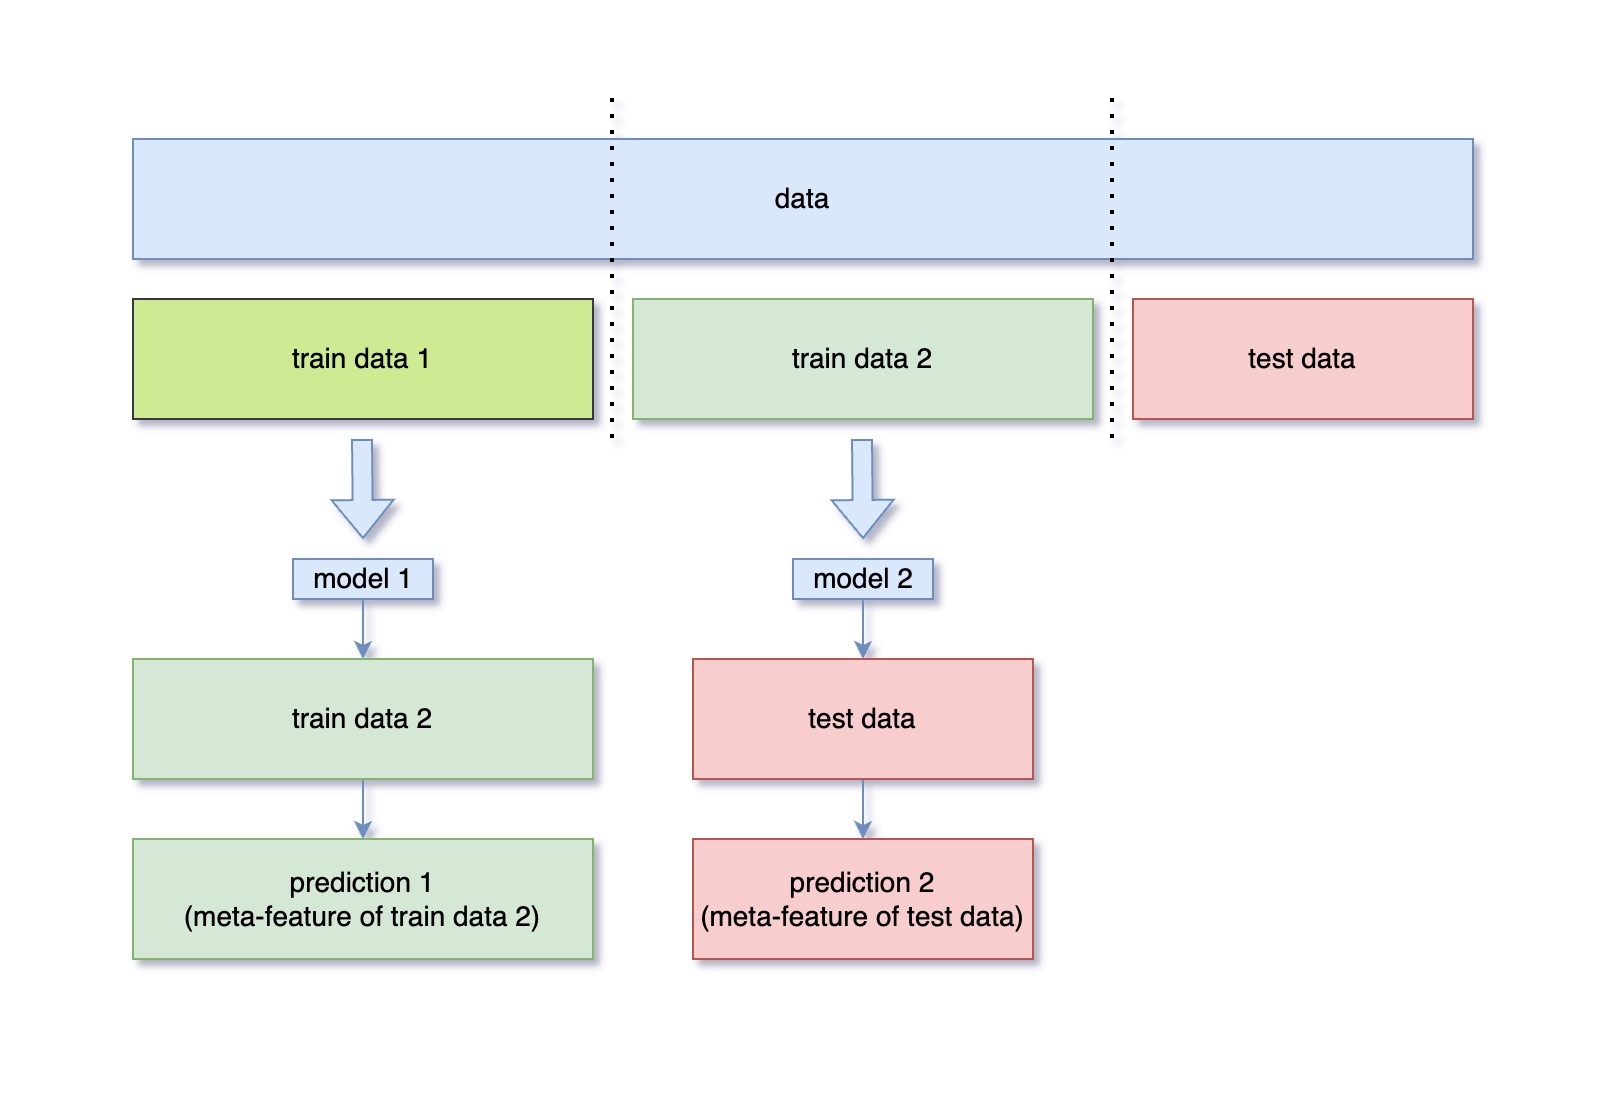 data
train data 1
train data 2
test data
model 1
model 2
train data 2
test data
prediction 1
(meta-feature of train data 2)
prediction 2
(meta-feature of test data)